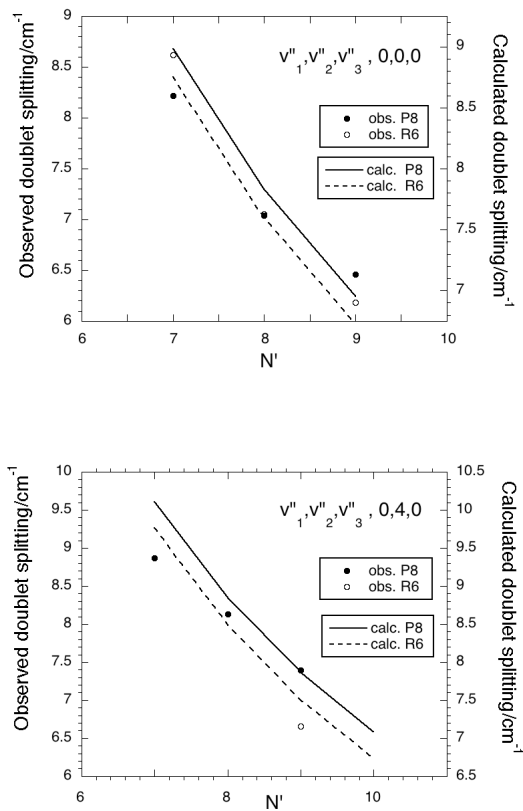 9
8.5
8
7.5
7
6.5
6
9
8.5
8
7.5
7
6 7 8 9 10
N'
Observed doublet splitting/cm-1
Calculated doublet splitting/cm-1
v"1,v"2,v"3 , 0,0,0
obs. P8
obs. R6
calc. P8
calc. R6
10
9.5
9
8.5
8
7.5
7
6.5
6
10.5
10
9.5
9
8.5
8
7.5
7
6.5
6 7 8 9 10
N'
Observed doublet splitting/cm-1
Calculated doublet splitting/cm-1
v"1,v"2,v"3 , 0,4,0
obs. P8
obs. R6
calc. P8
calc. R6